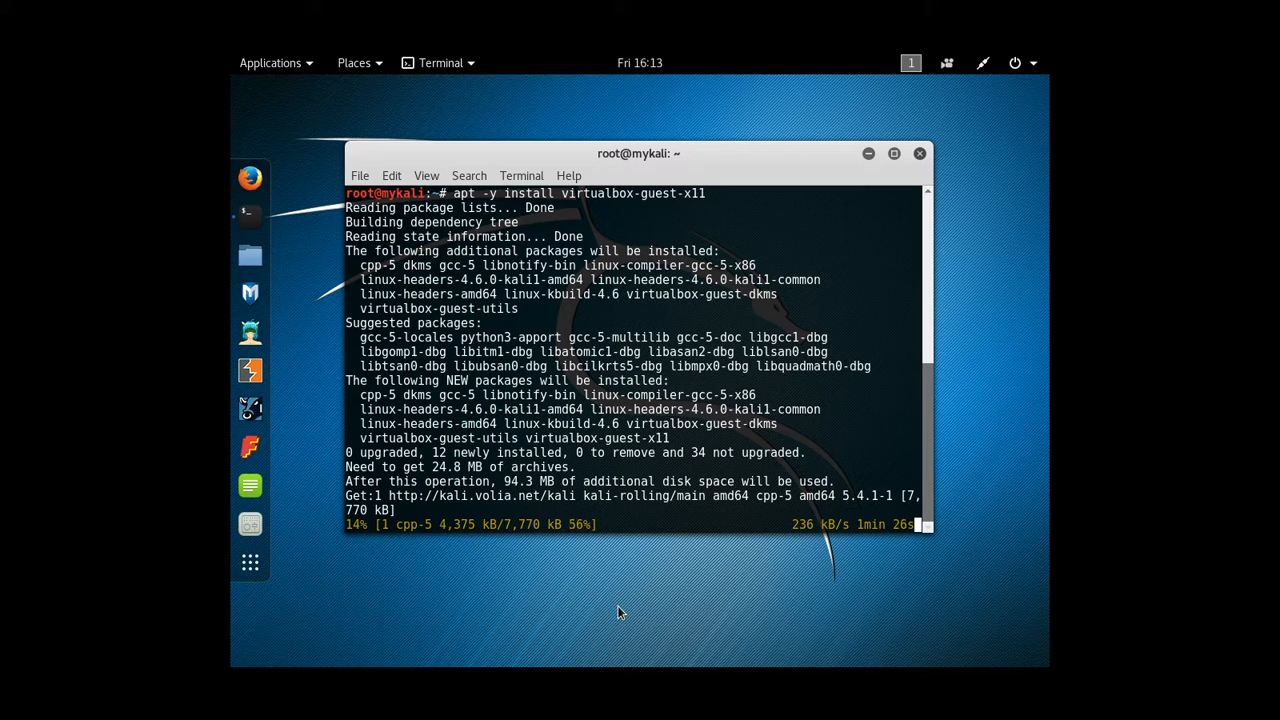 Applications Places Terminal Fri 16:13 1
root@mykali: ~
File Edit View Search Terminal Help
root@mykali:~# apt -y install virtualbox-guest-x11
Reading package lists... Done
Building dependency tree
Reading state information... Done
The following additional packages will be installed:
cpp-5 dkms gcc-5 libnotify-bin linux-compiler-gcc-5-x86
linux-headers-4.6.0-kali1-amd64 linux-headers-4.6.0-kali1-common
linux-headers-amd64 linux-kbuild-4.6 virtualbox-guest-dkms
virtualbox-guest-utils
Suggested packages:
gcc-5-locales python3-apport gcc-5-multilib gcc-5-doc libgcc1-dbg
libgomp1-dbg libitm1-dbg libatomic1-dbg libasan2-dbg liblsan0-dbg
libtsan0-dbg libubsan0-dbg libcilkrts5-dbg libmpx0-dbg libquadmath0-dbg
The following NEW packages will be installed:
cpp-5 dkms gcc-5 libnotify-bin linux-compiler-gcc-5-x86
linux-headers-4.6.0-kali1-amd64 linux-headers-4.6.0-kali1-common
linux-headers-amd64 linux-kbuild-4.6 virtualbox-guest-dkms
virtualbox-guest-utils virtualbox-guest-x11
0 upgraded, 12 newly installed, 0 to remove and 34 not upgraded.
Need to get 24.8 MB of archives.
After this operation, 94.3 MB of additional disk space will be used.
Get:1 http://kali.volia.net/kali kali-rolling/main amd64 cpp-5 amd64 5.4.1-1 [7,
770 kB]
14% [1 cpp-5 4,375 kB/7,770 kB 56%] 236 kB/s 1min 26s